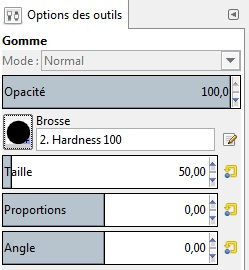 Options des outils
Gomme
Mode : Normal
Opacité 100,0
Brosse
2. Hardness 100
Taille 50,00
Proportions 0,00
Angle 0,00